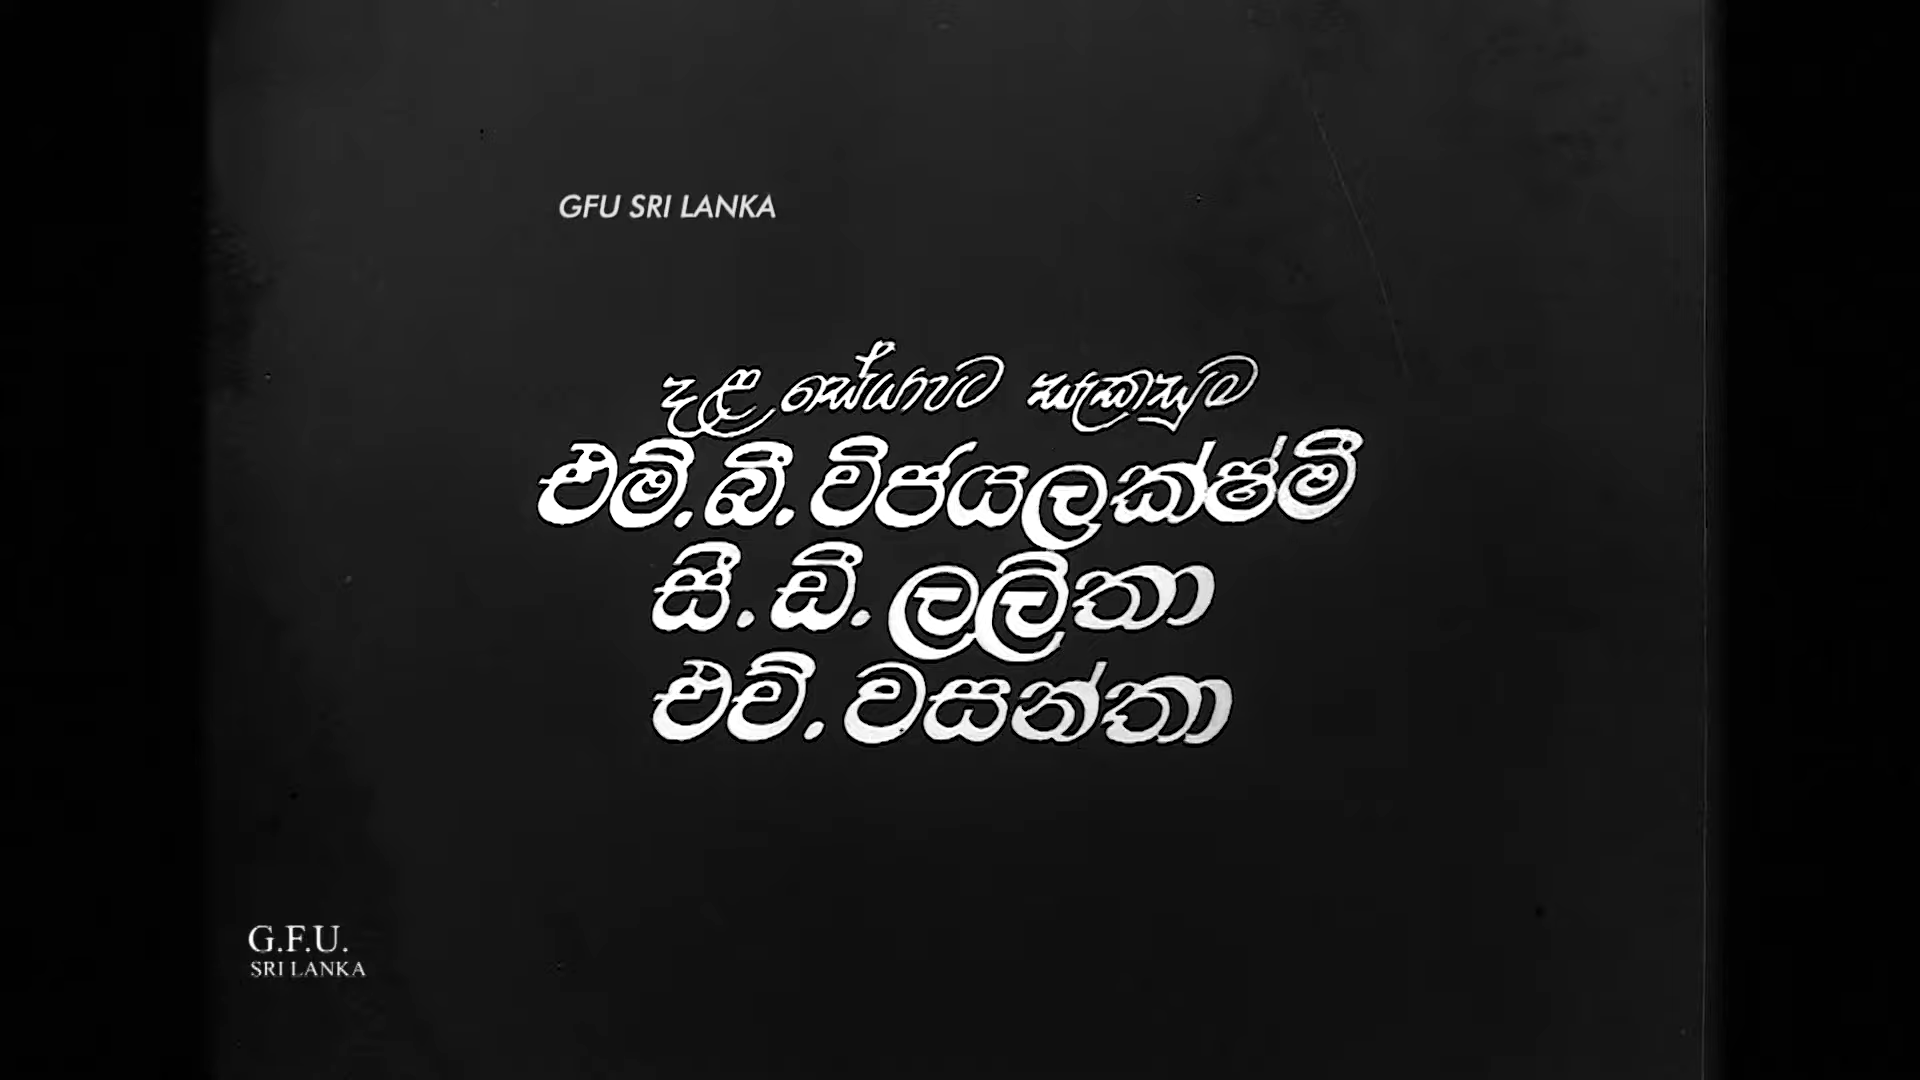 GFU SRI LANKA
දළ සේයාපට සැකසුම
එම්. බී. විජයලක්ෂ්මී
සී. ඩී. ලලිතා
එච්. වසන්තා
G.F.U.
SRI LANKA